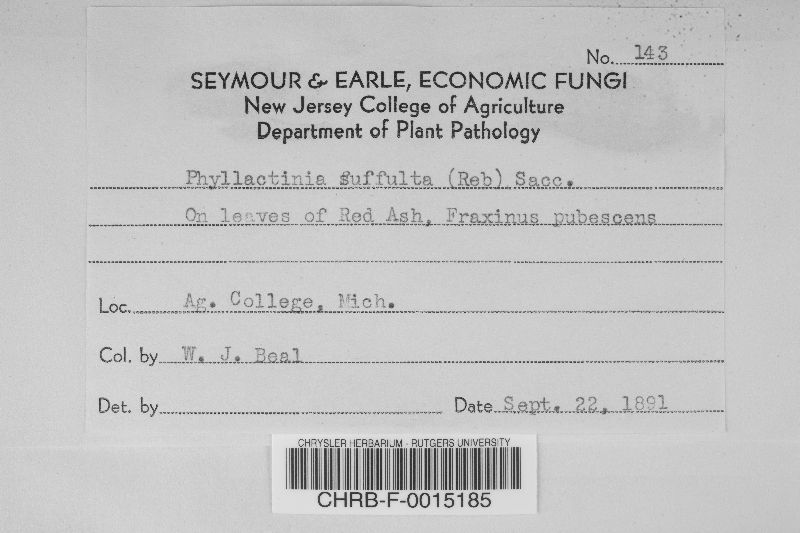 No. 143
SEYMOUR & EARLE, ECONOMIC FUNGI
New Jersey College of Agriculture
Department of Plant Pathology
Phyllactinia suffulta (Reb) Sacc.
On leaves of Red Ash, Fraxinus pubescens
Loc. Ag. College, Mich.
Col. by W. J. Beal
Det. by Date Sept. 22, 1891
CHRYSLER HERBARIUM - RUTGERS UNIVERSITY
CHRB-F-0015185